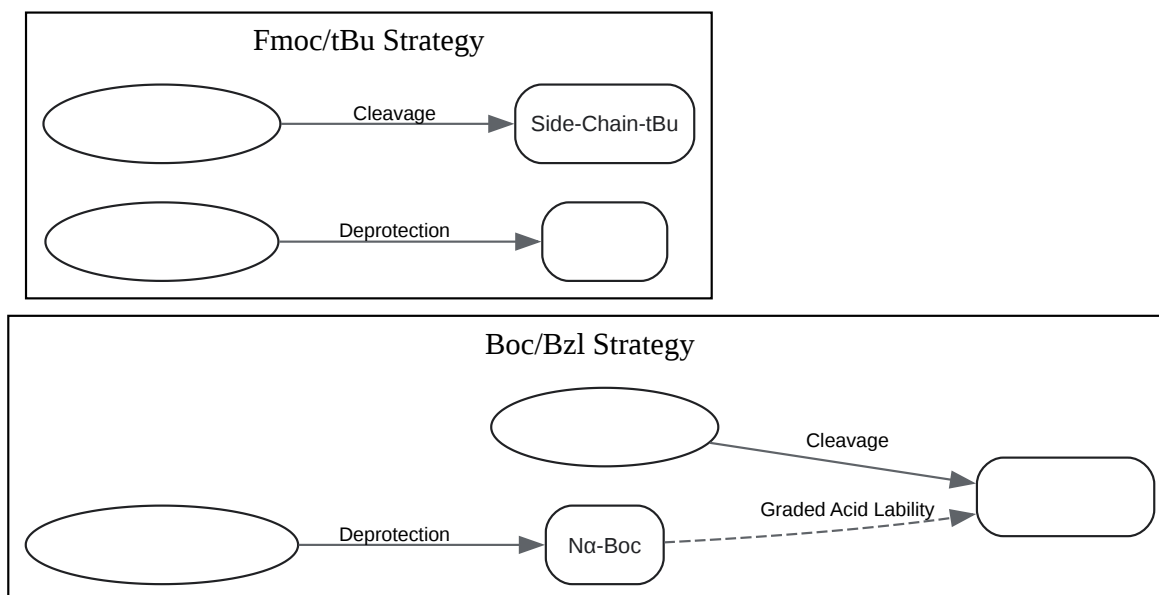 Fmoc/tBu Strategy
Cleavage
Side-Chain-tBu
Deprotection
Boc/Bzl Strategy
Cleavage
Graded Acid Lability
Deprotection
Nα-Boc